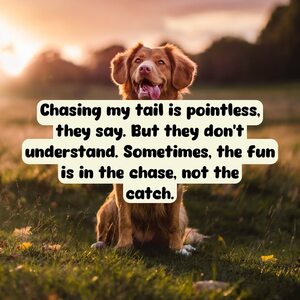 Chasing my tail is pointless,
they say. But they don't
understand. Sometimes, the fun
is in the chase, not the
catch.